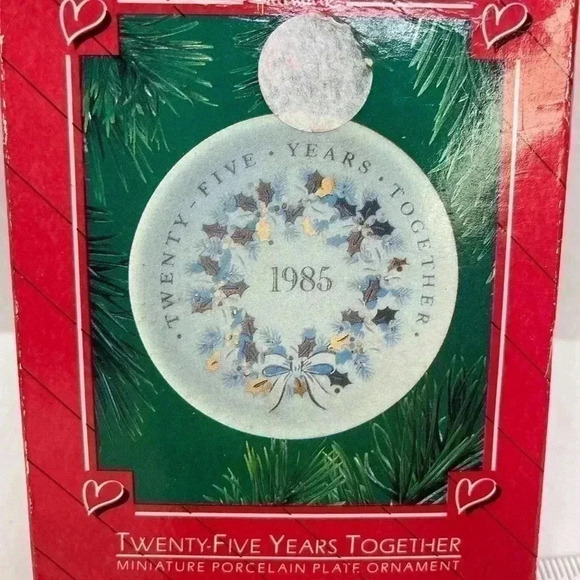 · TWENTY-FIVE · YEARS · TOGETHER ·
1985
TWENTY-FIVE YEARS TOGETHER
MINIATURE PORCELAIN PLATE ORNAMENT